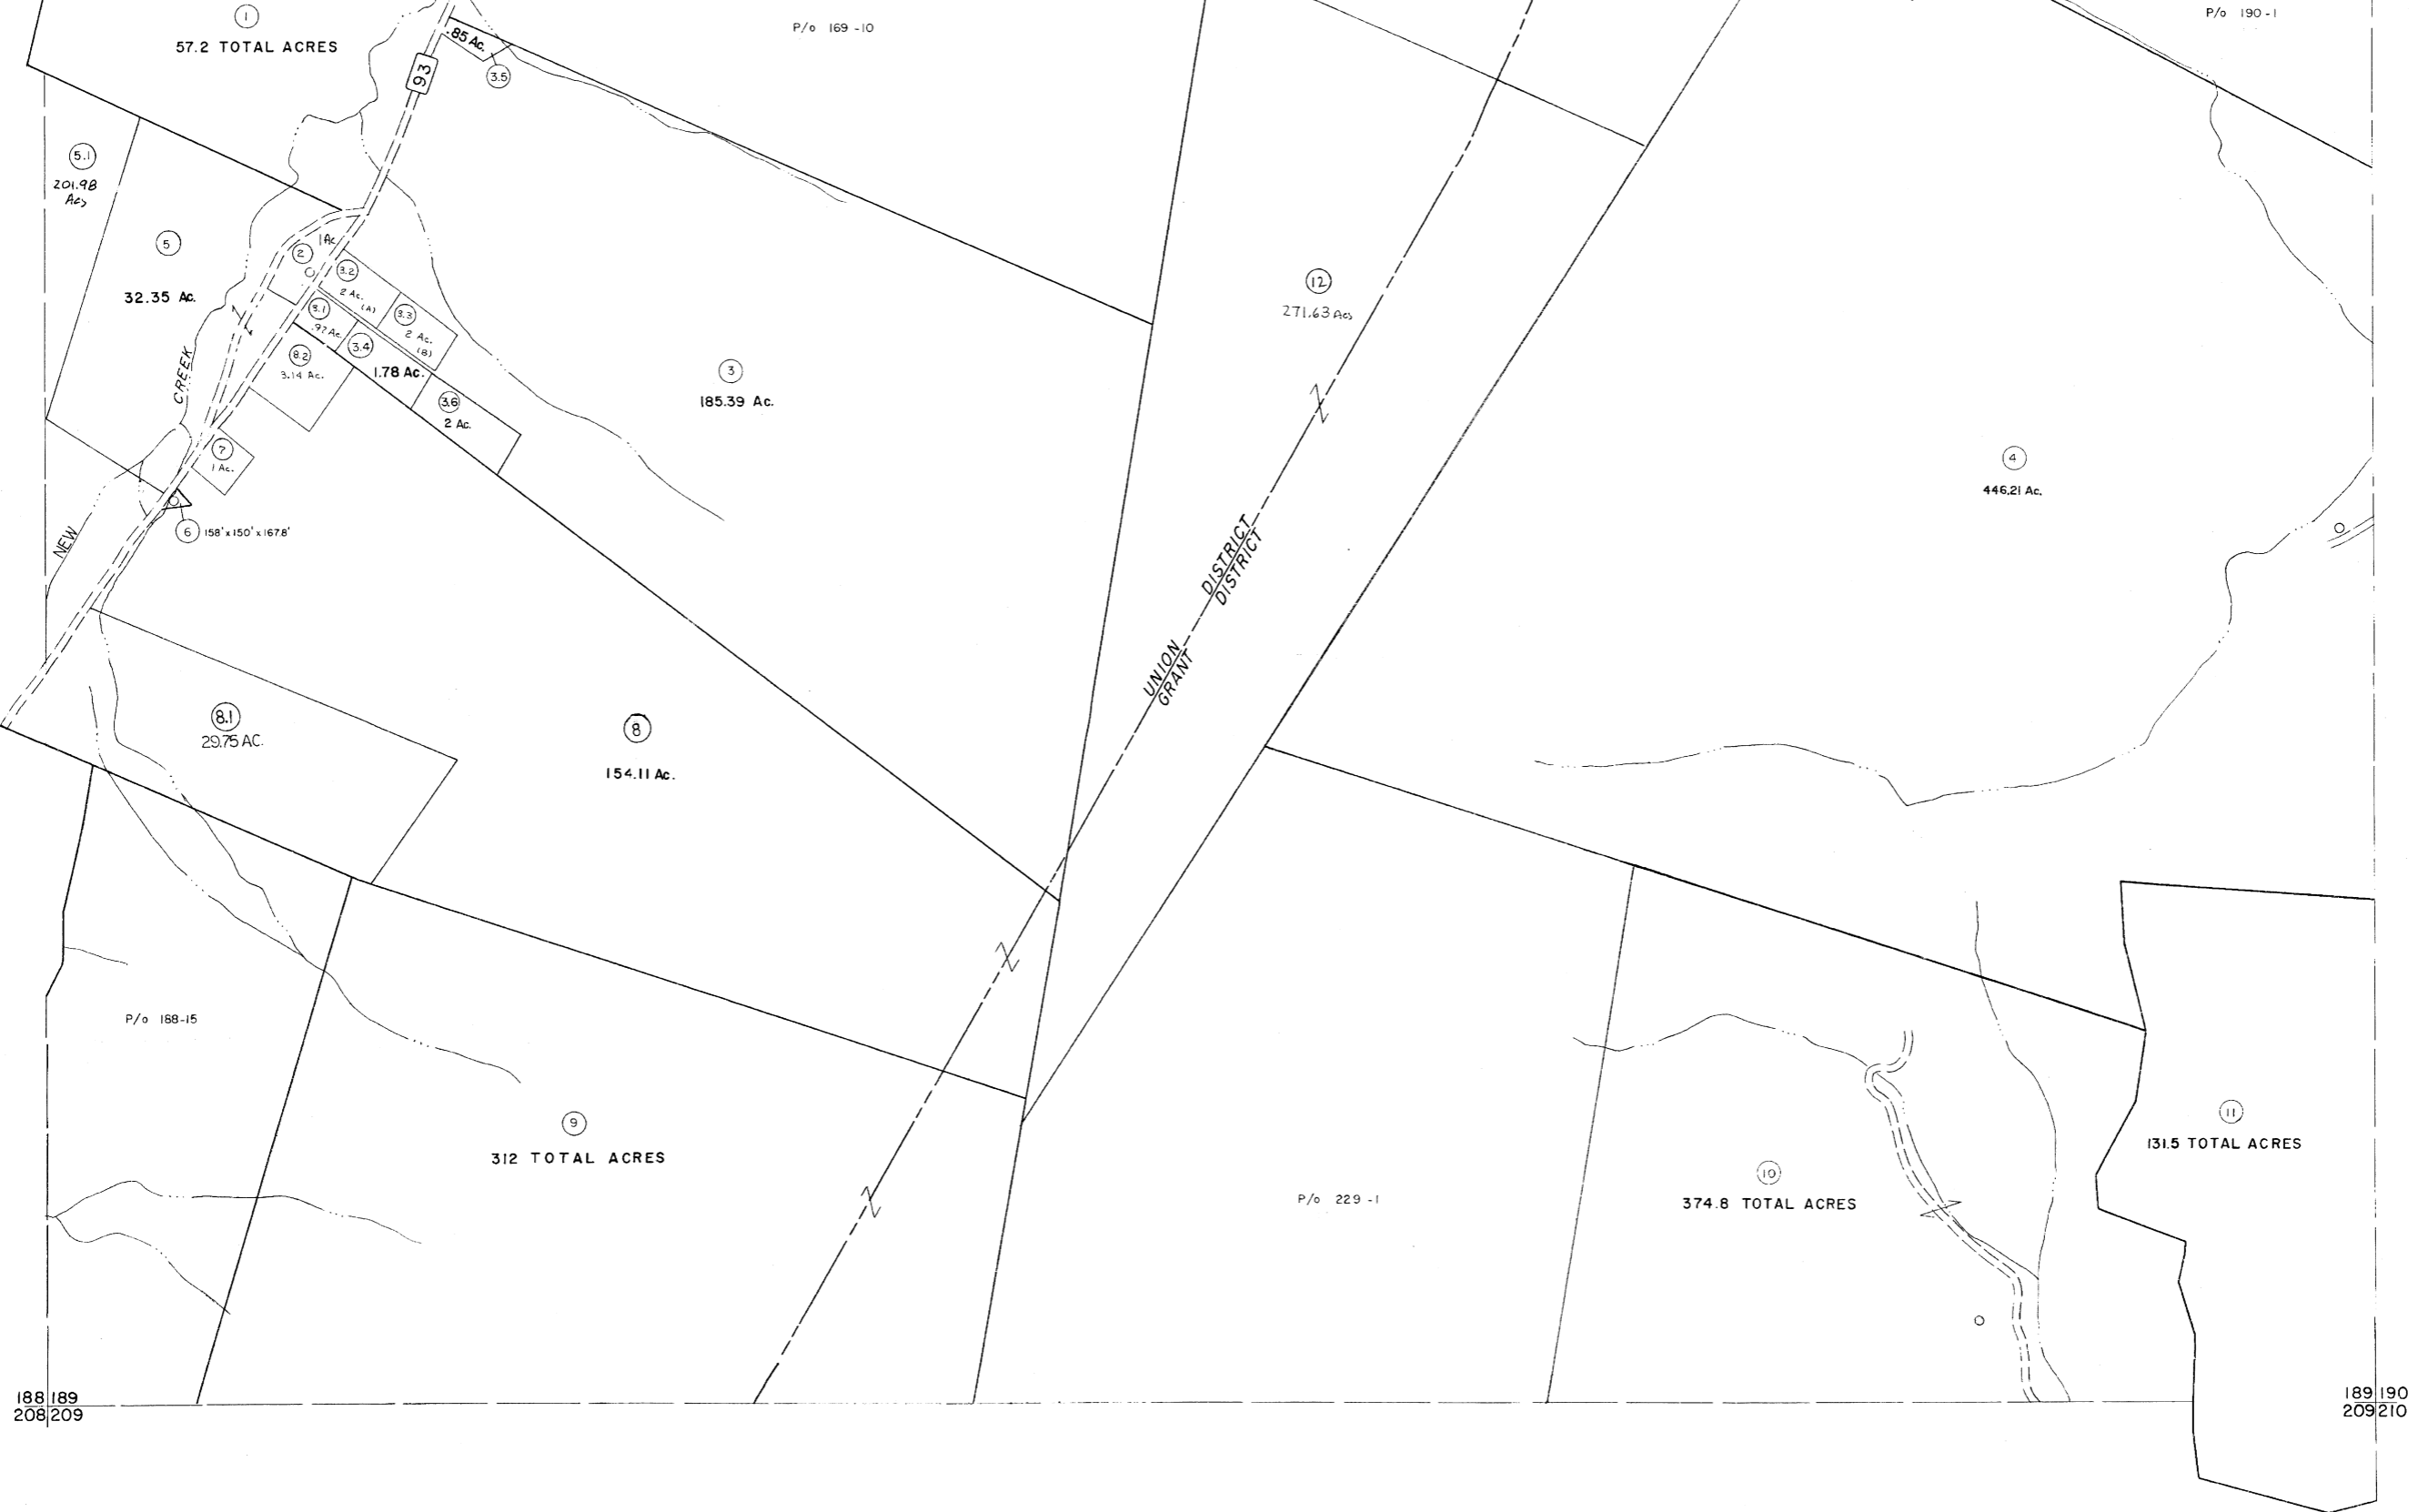 1
57.2 TOTAL ACRES
P/o 169-10
P/o 190-1
.85 Ac.
3.5
93
5.1
201.98
Acs
5
32.35 Ac.
1 Ac.
2
3.2
2 Ac.
(A)
3.3
2 Ac.
(B)
3.1
.97 Ac.
3.4
1.78 Ac.
8.2
3.14 Ac.
3.6
2 Ac.
3
185.39 Ac.
12
271.63 Acs
4
446.21 Ac.
NEW CREEK
7
1 Ac.
6 158' x 150' x 167.8'
UNION DISTRICT
GRANT DISTRICT
8.1
29.75 AC.
8
154.11 Ac.
P/o 188-15
9
312 TOTAL ACRES
P/o 229-1
10
374.8 TOTAL ACRES
11
131.5 TOTAL ACRES
188 189
208 209
189 190
209 210